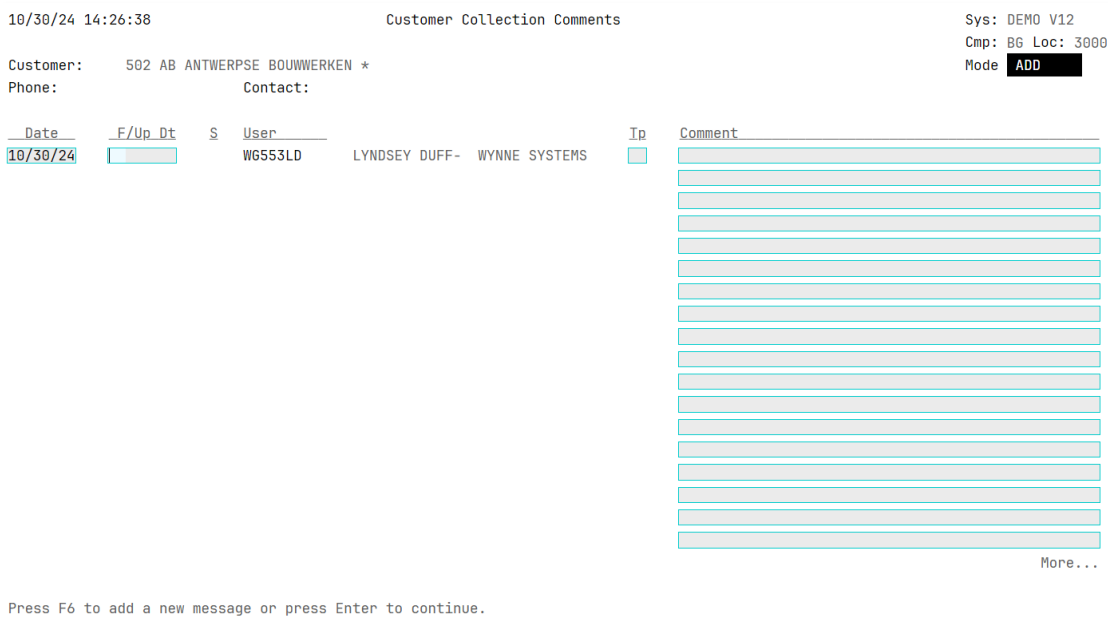 10/30/24 14:26:38 Customer Collection Comments Sys: DEMO V12
Cmp: BG Loc: 3000
Customer: 502 AB ANTWERPSE BOUWWERKEN * Mode ADD
Phone: Contact:
Date F/Up Dt S User Tp Comment
10/30/24 WG553LD LYNDSEY DUFF- WYNNE SYSTEMS
More...
Press F6 to add a new message or press Enter to continue.